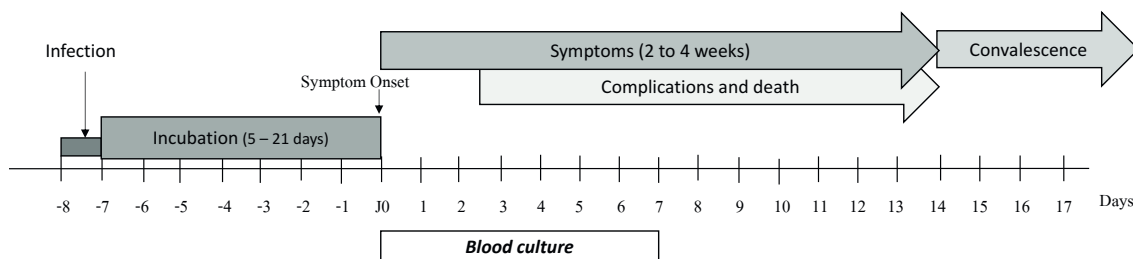 Infection
Symptoms (2 to 4 weeks)
Convalescence
Symptom Onset
Complications and death
Incubation (5 – 21 days)
-8 -7 -6 -5 -4 -3 -2 -1 J0 1 2 3 4 5 6 7 8 9 10 11 12 13 14 15 16 17 Days
Blood culture